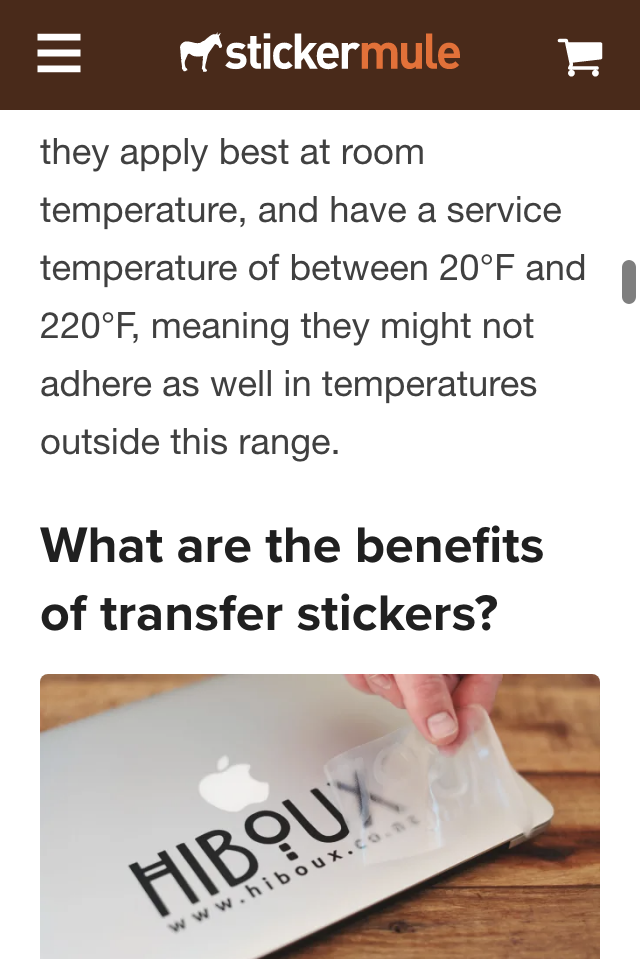 stickermule
they apply best at room
temperature, and have a service
temperature of between 20°F and
220°F, meaning they might not
adhere as well in temperatures
outside this range.
What are the benefits
of transfer stickers?
HIBOUX
www.hiboux.co.nz